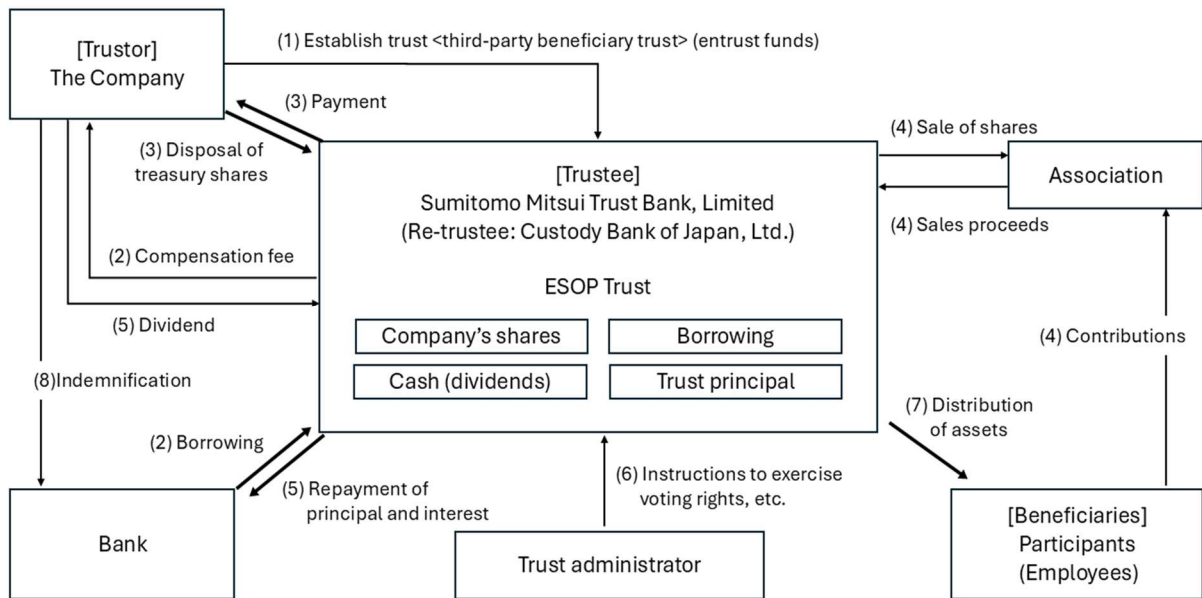 [Trustor]
The Company
(1) Establish trust <third-party beneficiary trust> (entrust funds)
(3) Payment
(3) Disposal of
treasury shares
(4) Sale of shares
[Trustee]
Sumitomo Mitsui Trust Bank, Limited
(Re-trustee: Custody Bank of Japan, Ltd.)
Association
(4) Sales proceeds
(2) Compensation fee
ESOP Trust
(5) Dividend
Company's shares
Borrowing
(4) Contributions
(8)Indemnification
Cash (dividends)
Trust principal
(7) Distribution
of assets
(2) Borrowing
(5) Repayment of
principal and interest
(6) Instructions to exercise
voting rights, etc.
Bank
Trust administrator
[Beneficiaries]
Participants
(Employees)